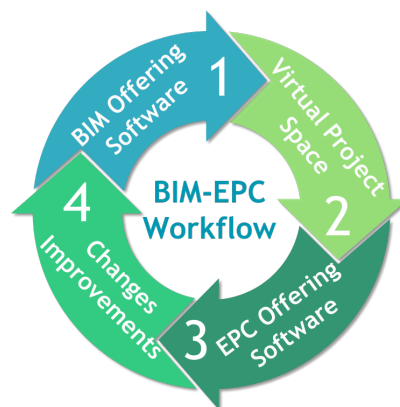 BIM Offering
Software
1
Virtual Project
Space
2
BIM-EPC
Workflow
4
Changes
Improvements
3
EPC Offering
Software